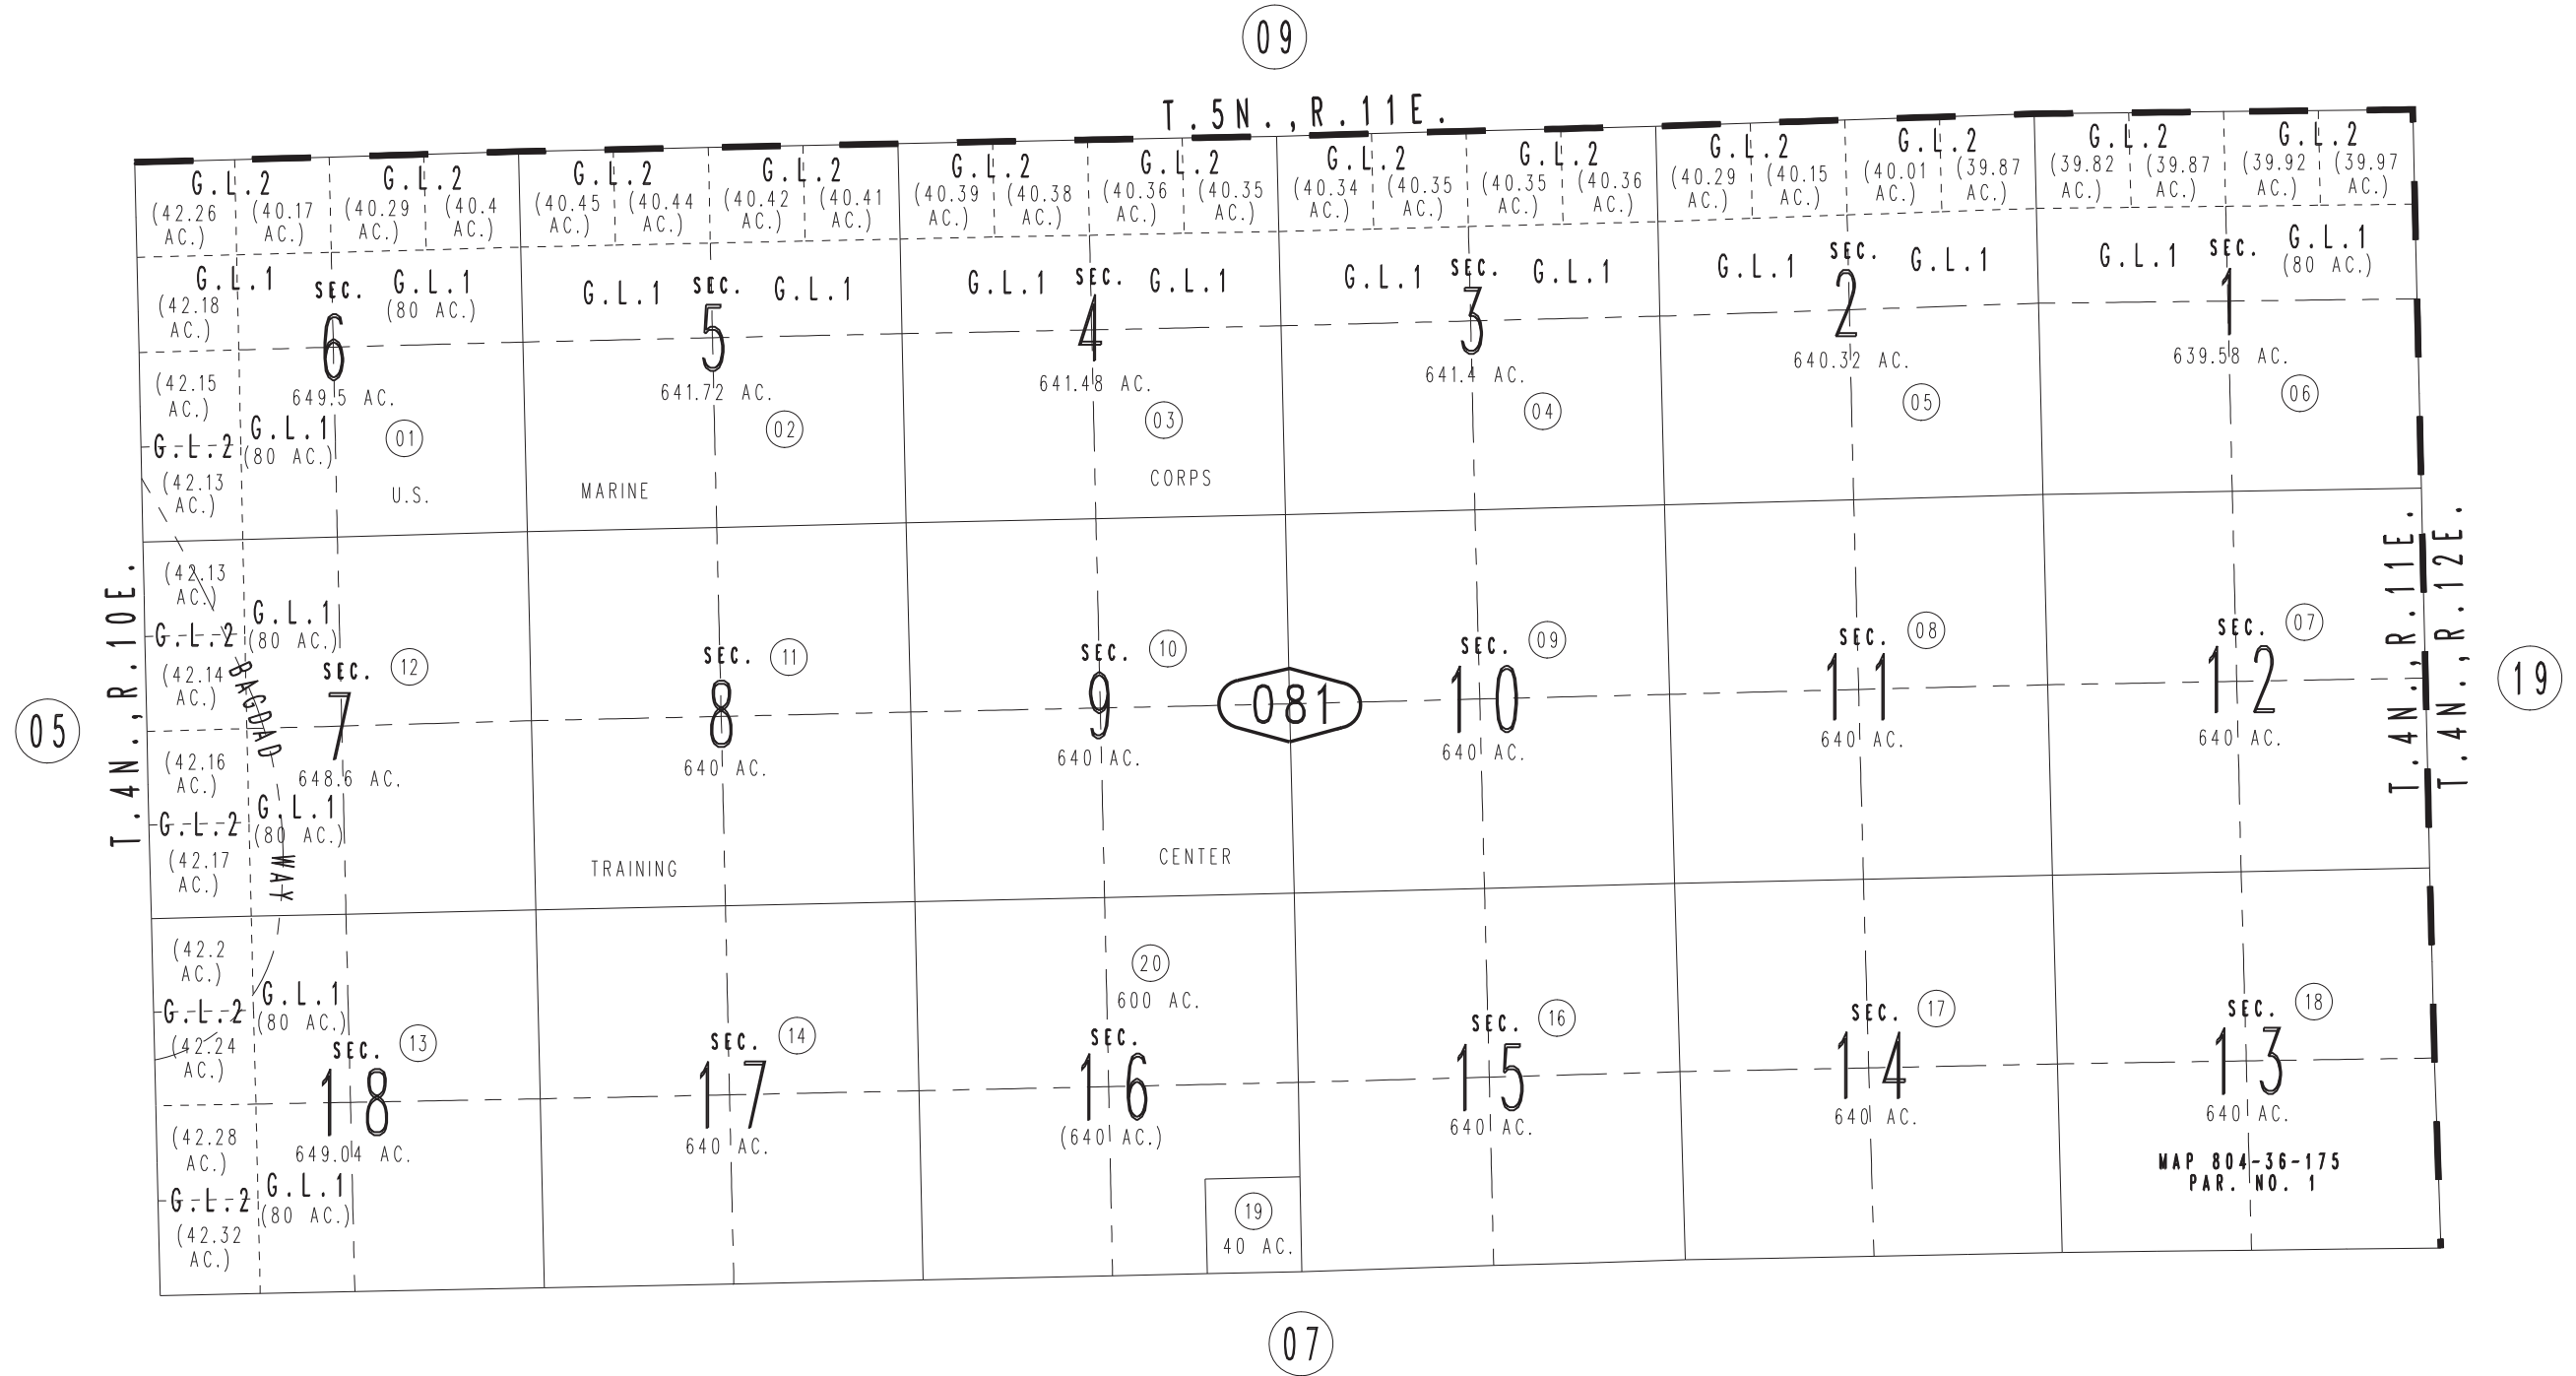 09
T.5N.,R.11E.
G.L.2
G.L.2
G.L.2
G.L.2
G.L.2
G.L.2
G.L.2
G.L.2
G.L.2
G.L.2
G.L.2
G.L.2
(42.26 AC.)
(40.17 AC.)
(40.29 AC.)
(40.4 AC.)
(40.45 AC.)
(40.44 AC.)
(40.42 AC.)
(40.41 AC.)
(40.39 AC.)
(40.38 AC.)
(40.36 AC.)
(40.35 AC.)
(40.34 AC.)
(40.35 AC.)
(40.35 AC.)
(40.36 AC.)
(40.29 AC.)
(40.15 AC.)
(40.01 AC.)
(39.87 AC.)
(39.82 AC.)
(39.87 AC.)
(39.92 AC.)
(39.97 AC.)
G.L.1
(42.18 AC.)
SEC.
6
649.5 AC.
G.L.1
(80 AC.)
01
G.L.1
SEC.
5
641.72 AC.
G.L.1
02
G.L.1
SEC.
4
641.48 AC.
G.L.1
03
G.L.1
SEC.
3
641.4 AC.
G.L.1
04
G.L.1
SEC.
2
640.32 AC.
G.L.1
05
G.L.1
SEC.
1
639.58 AC.
G.L.1
(80 AC.)
06
(42.15 AC.)
G.L.2
(42.13 AC.)
G.L.1
(80 AC.)
U.S.
MARINE
CORPS
T.4N.,R.10E.
05
(42.13 AC.)
G.L.2
(42.14 AC.)
G.L.1
(80 AC.)
BAGDAD
WAY
SEC.
7
648.6 AC.
12
SEC.
8
640 AC.
11
SEC.
9
640 AC.
10
081
SEC.
10
640 AC.
09
SEC.
11
640 AC.
08
SEC.
12
640 AC.
07
T.4N.,R.11E.
T.4N.,R.12E.
19
(42.16 AC.)
G.L.2
(42.17 AC.)
G.L.1
(80 AC.)
TRAINING
CENTER
(42.2 AC.)
G.L.2
(42.24 AC.)
G.L.1
(80 AC.)
SEC.
18
649.04 AC.
13
SEC.
17
640 AC.
14
20
600 AC.
SEC.
16
(640 AC.)
SEC.
15
640 AC.
16
SEC.
14
640 AC.
17
SEC.
13
640 AC.
18
(42.28 AC.)
G.L.2
(42.32 AC.)
G.L.1
(80 AC.)
19
40 AC.
MAP 804-36-175
PAR. NO. 1
07